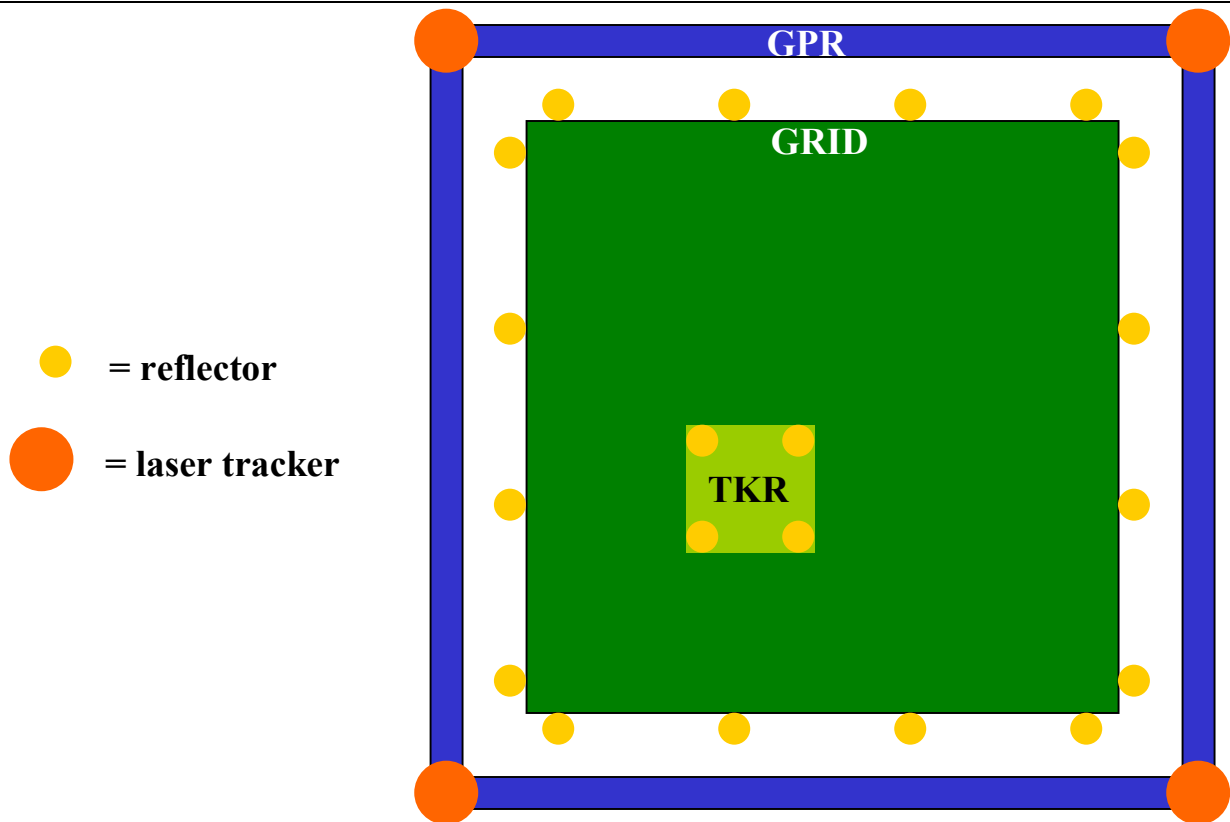 GPR
GRID
= reflector
= laser tracker
TKR